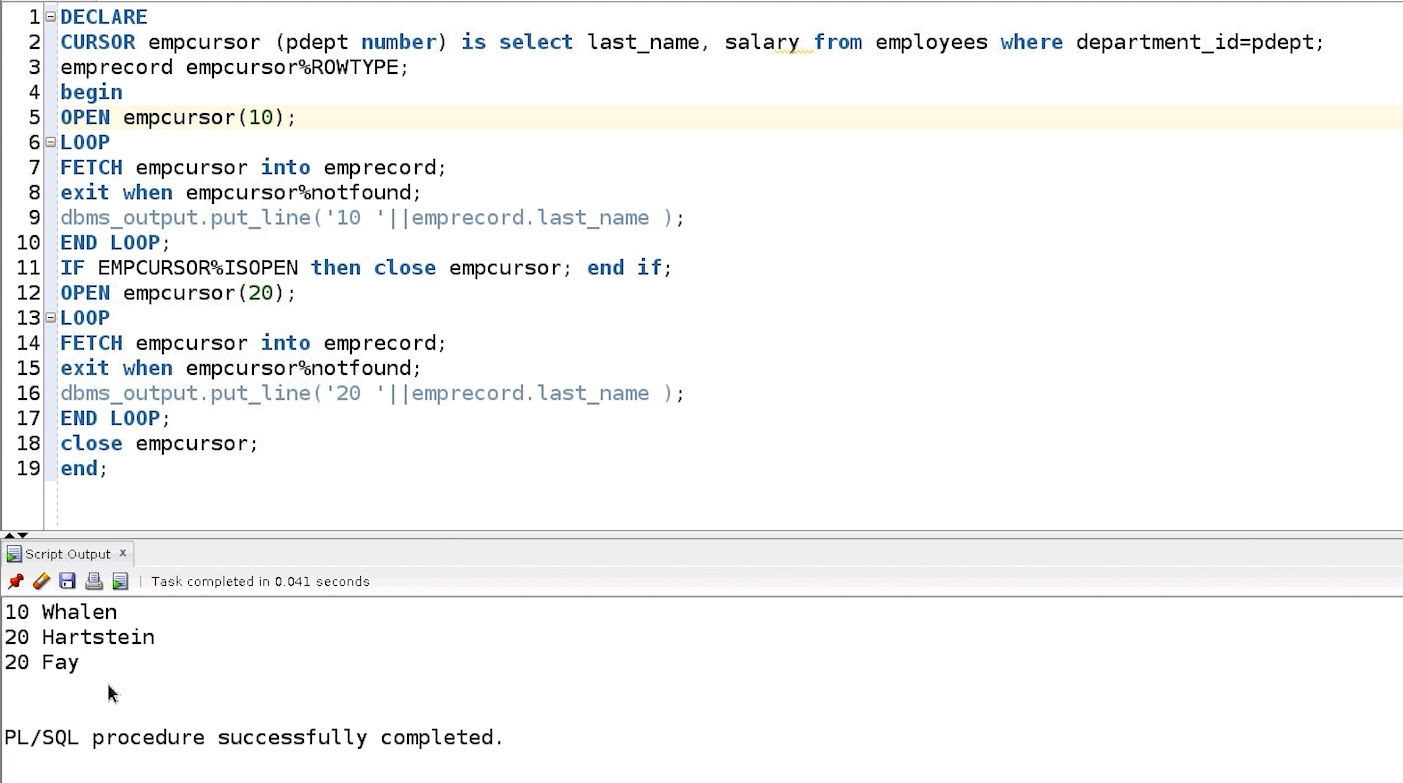 1 DECLARE
2 CURSOR empcursor (pdept number) is select last_name, salary from employees where department_id=pdept;
3 emprecord empcursor%ROWTYPE;
4 begin
5 OPEN empcursor(10);
6 LOOP
7 FETCH empcursor into emprecord;
8 exit when empcursor%notfound;
9 dbms_output.put_line('10 '||emprecord.last_name );
10 END LOOP;
11 IF EMPCURSOR%ISOPEN then close empcursor; end if;
12 OPEN empcursor(20);
13 LOOP
14 FETCH empcursor into emprecord;
15 exit when empcursor%notfound;
16 dbms_output.put_line('20 '||emprecord.last_name );
17 END LOOP;
18 close empcursor;
19 end;
Script Output x
Task completed in 0.041 seconds
10 Whalen
20 Hartstein
20 Fay
PL/SQL procedure successfully completed.